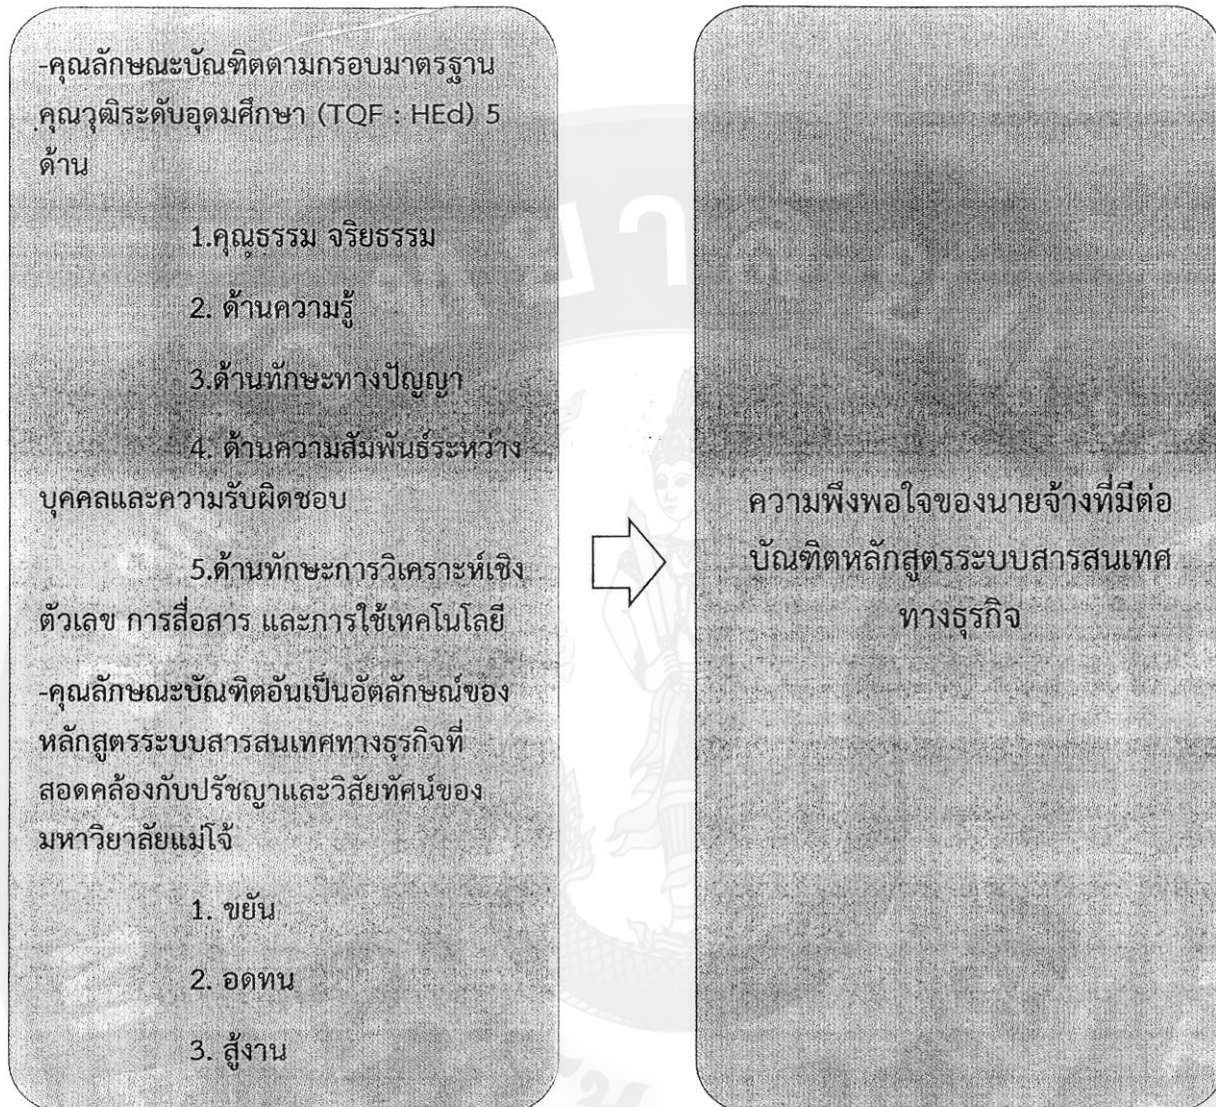 -คุณลักษณะบัณฑิตตามกรอบมาตรฐาน
คุณวุฒิระดับอุดมศึกษา (TQF : HEd) 5
ด้าน
1.คุณธรรม จริยธรรม
2. ด้านความรู้
3.ด้านทักษะทางปัญญา
4. ด้านความสัมพันธ์ระหว่าง
บุคคลและความรับผิดชอบ
5.ด้านทักษะการวิเคราะห์เชิง
ตัวเลข การสื่อสาร และการใช้เทคโนโลยี
-คุณลักษณะบัณฑิตอันเป็นอัตลักษณ์ของ
หลักสูตรระบบสารสนเทศทางธุรกิจที่
สอดคล้องกับปรัชญาและวิสัยทัศน์ของ
มหาวิยาลัยแม่โจ้
1. ขยัน
2. อดทน
3. สู้งาน
ความพึงพอใจของนายจ้างที่มีต่อ
บัณฑิตหลักสูตรระบบสารสนเทศ
ทางธุรกิจ